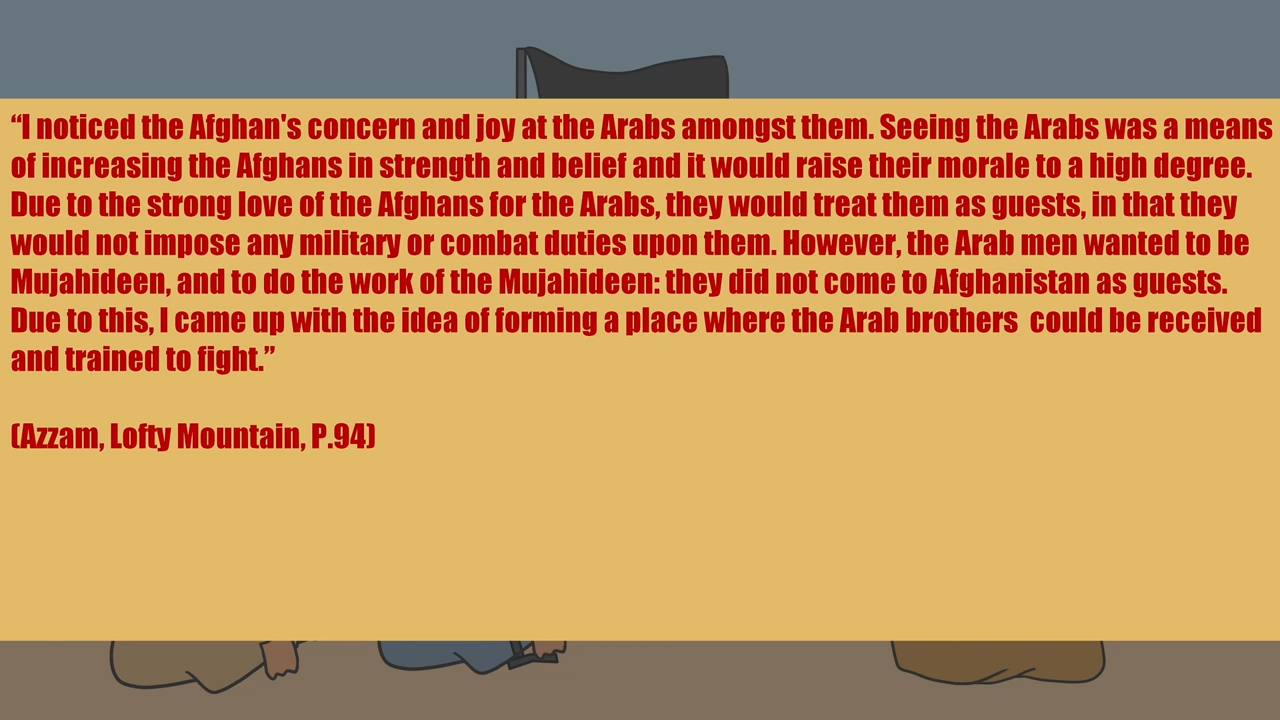 “I noticed the Afghan's concern and joy at the Arabs amongst them. Seeing the Arabs was a means
of increasing the Afghans in strength and belief and it would raise their morale to a high degree.
Due to the strong love of the Afghans for the Arabs, they would treat them as guests, in that they
would not impose any military or combat duties upon them. However, the Arab men wanted to be
Mujahideen, and to do the work of the Mujahideen: they did not come to Afghanistan as guests.
Due to this, I came up with the idea of forming a place where the Arab brothers  could be received
and trained to fight.”
(Azzam, Lofty Mountain, P.94)